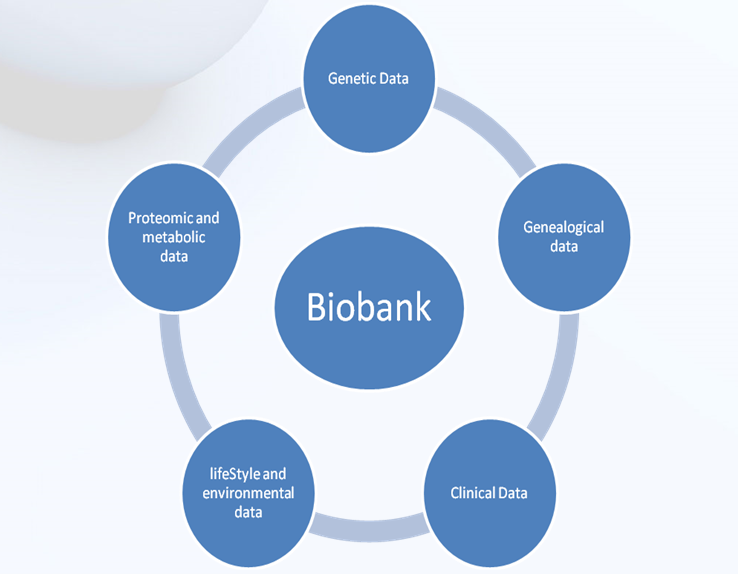 Genetic Data
Genealogical
data
Clinical Data
lifeStyle and
environmental
data
Proteomic and
metabolic
data
Biobank